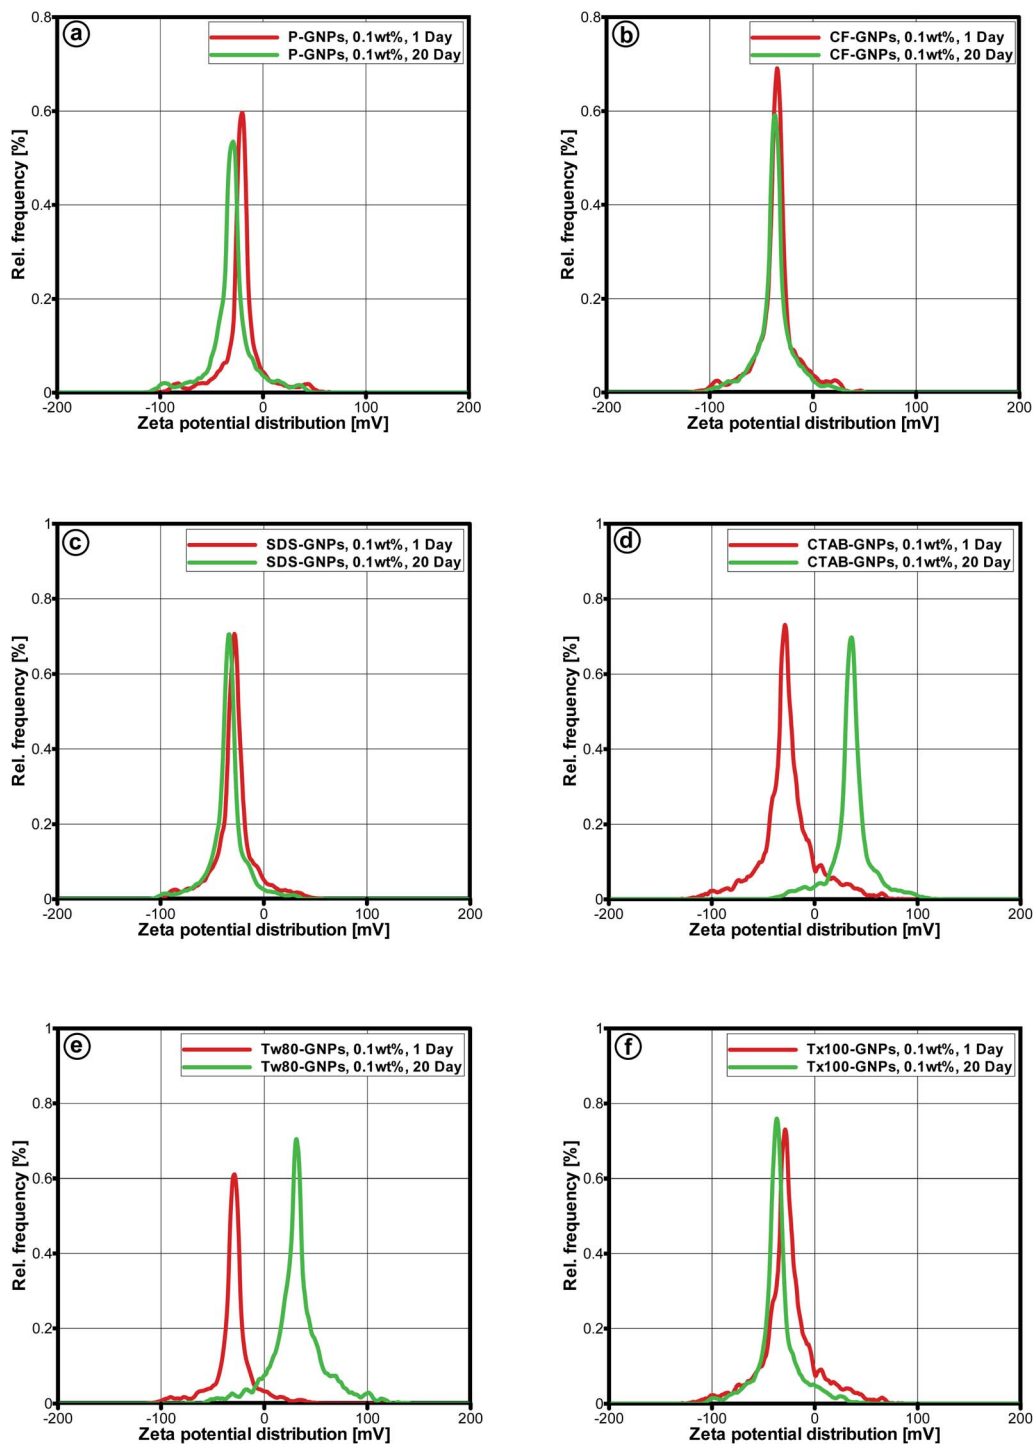 a
P-GNPs, 0.1wt%, 1 Day
P-GNPs, 0.1wt%, 20 Day
Rel. frequency [%]
0.8
0.6
0.4
0.2
0
-200 -100 0 100 200
Zeta potential distribution [mV]
b
CF-GNPs, 0.1wt%, 1 Day
CF-GNPs, 0.1wt%, 20 Day
Rel. frequency [%]
0.8
0.6
0.4
0.2
0
-200 -100 0 100 200
Zeta potential distribution [mV]
c
SDS-GNPs, 0.1wt%, 1 Day
SDS-GNPs, 0.1wt%, 20 Day
Rel. frequency [%]
1
0.8
0.6
0.4
0.2
0
-200 -100 0 100 200
Zeta potential distribution [mV]
d
CTAB-GNPs, 0.1wt%, 1 Day
CTAB-GNPs, 0.1wt%, 20 Day
Rel. frequency [%]
1
0.8
0.6
0.4
0.2
0
-200 -100 0 100 200
Zeta potential distribution [mV]
e
Tw80-GNPs, 0.1wt%, 1 Day
Tw80-GNPs, 0.1wt%, 20 Day
Rel. frequency [%]
1
0.8
0.6
0.4
0.2
0
-200 -100 0 100 200
Zeta potential distribution [mV]
f
Tx100-GNPs, 0.1wt%, 1 Day
Tx100-GNPs, 0.1wt%, 20 Day
Rel. frequency [%]
1
0.8
0.6
0.4
0.2
0
-200 -100 0 100 200
Zeta potential distribution [mV]